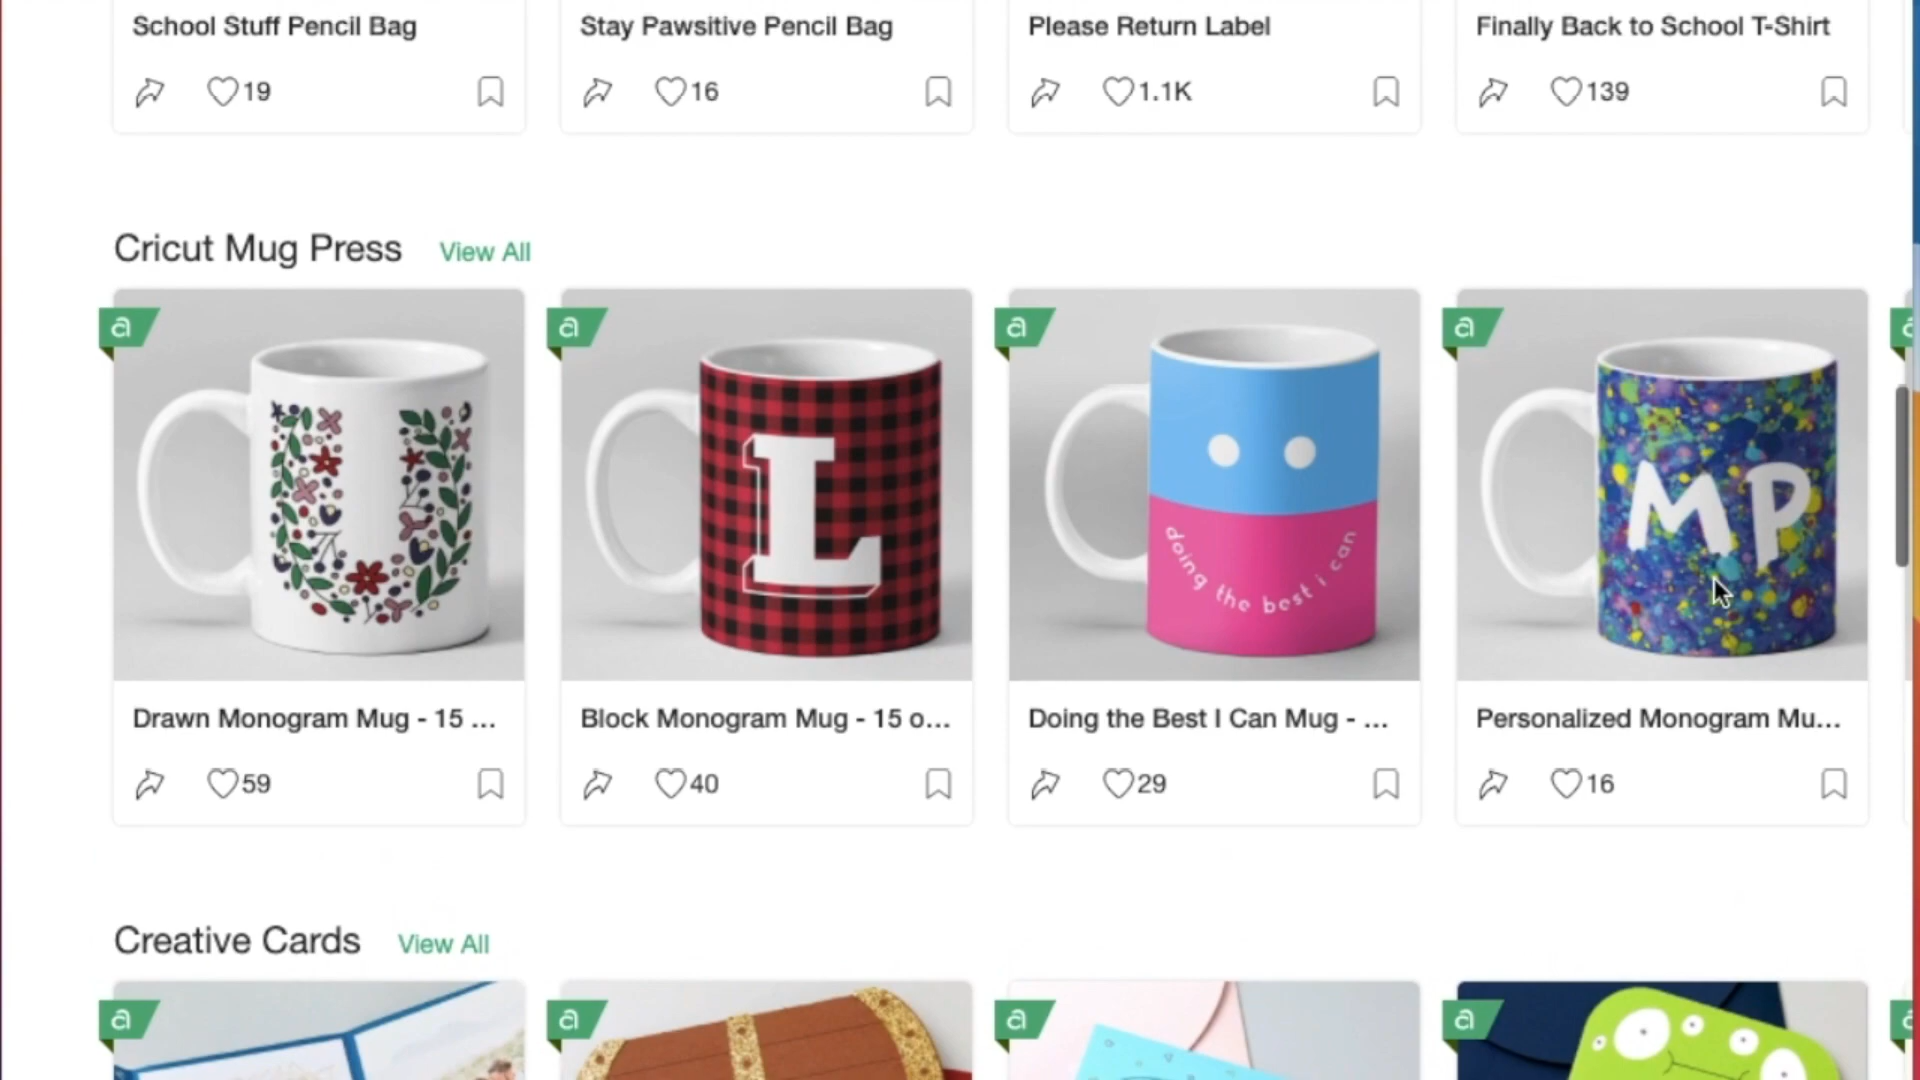 School Stuff Pencil Bag
Stay Pawsitive Pencil Bag
Please Return Label
Finally Back to School T-Shirt
19
16
1.1K
139
Cricut Mug Press View All
a
a
a
a
a
U
L
doing the best i can
MP
Drawn Monogram Mug - 15 ...
Block Monogram Mug - 15 o...
Doing the Best I Can Mug - ...
Personalized Monogram Mu...
59
40
29
16
Creative Cards View All
a
a
a
a
a